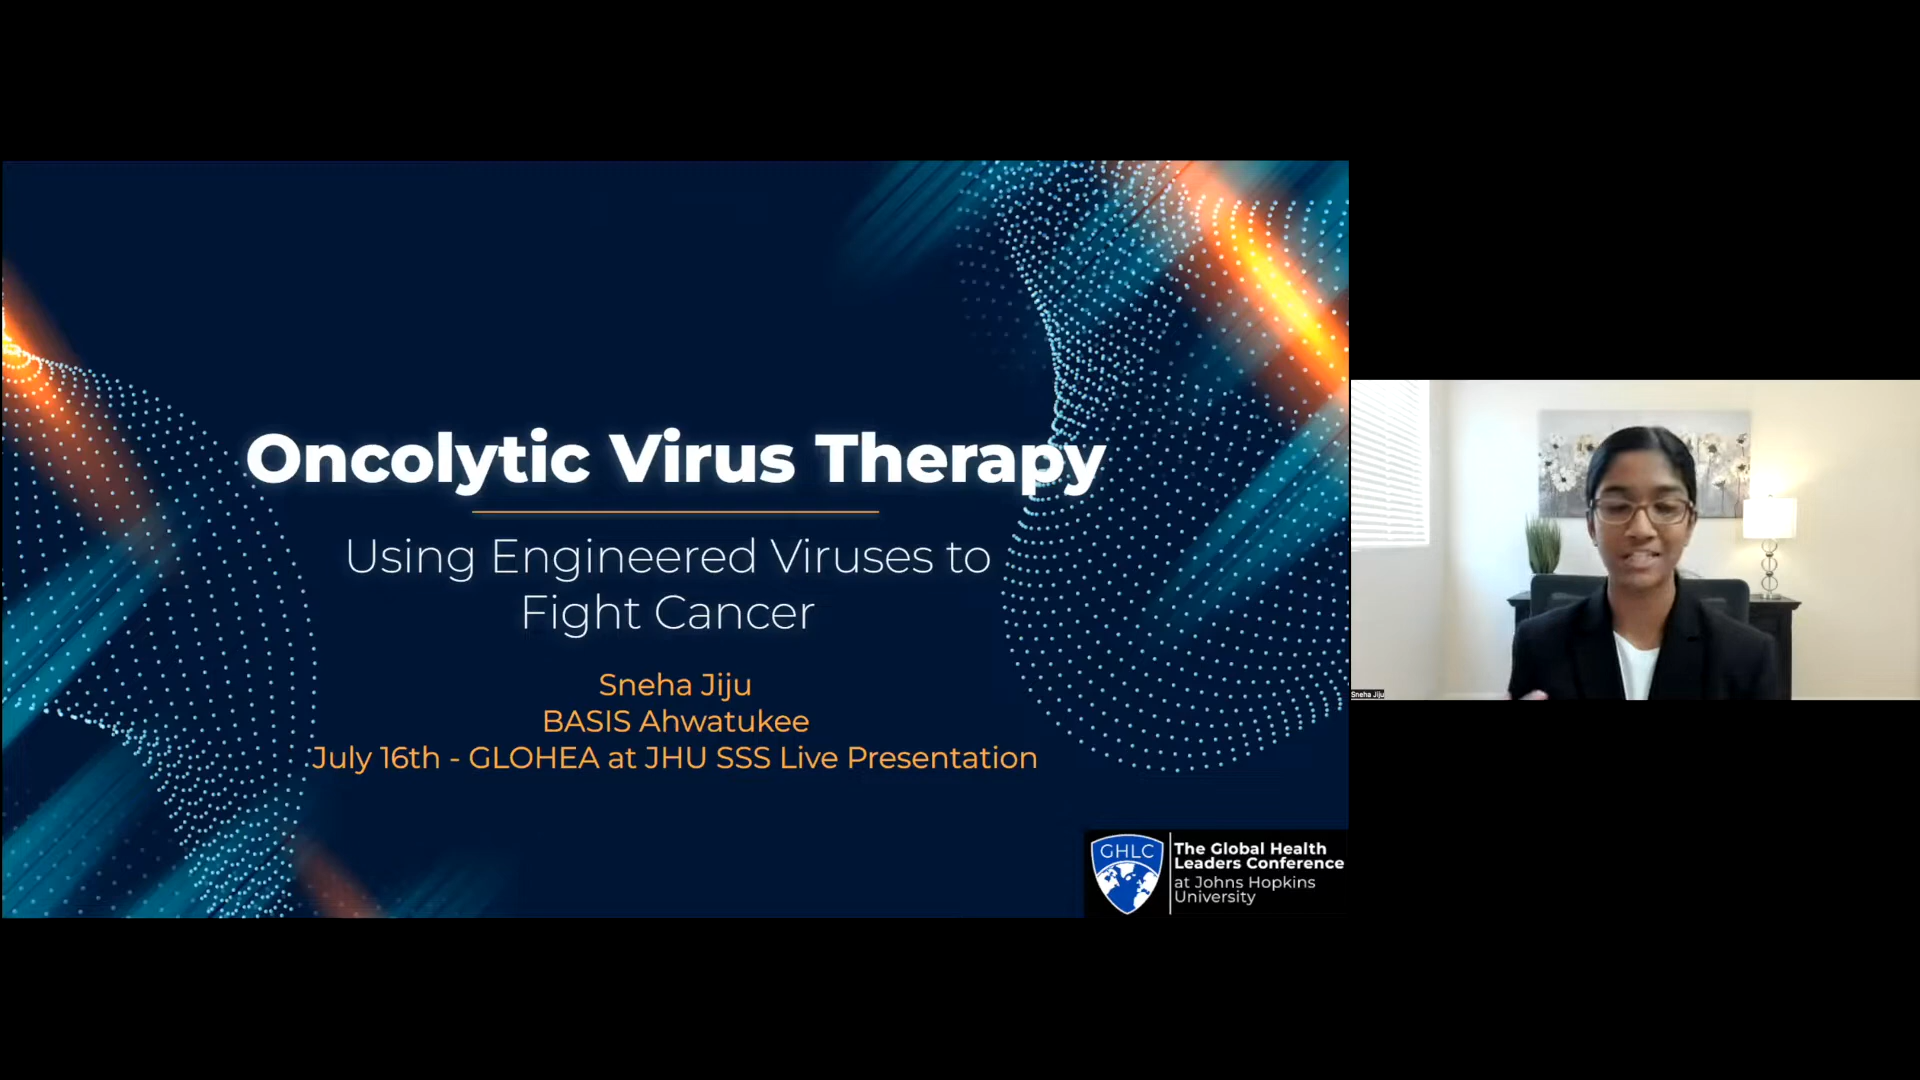 Oncolytic Virus Therapy
Using Engineered Viruses to
Fight Cancer
Sneha Jiju
BASIS Ahwatukee
July 16th - GLOHEA at JHU SSS Live Presentation
GHLC
The Global Health
Leaders Conference
at Johns Hopkins
University
Sneha Jiju